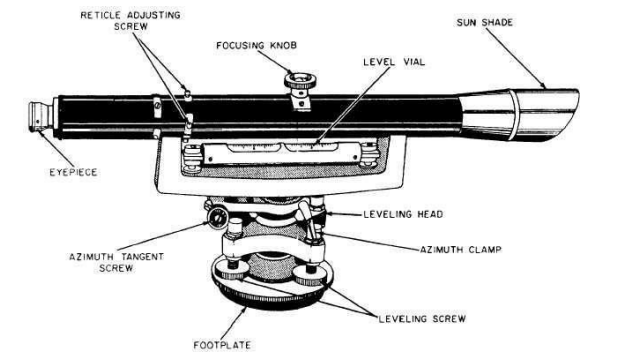 RETICLE ADJUSTING
SCREW
FOCUSING KNOB
LEVEL VIAL
SUN SHADE
EYEPIECE
LEVELING HEAD
AZIMUTH TANGENT
SCREW
AZIMUTH CLAMP
LEVELING SCREW
FOOTPLATE